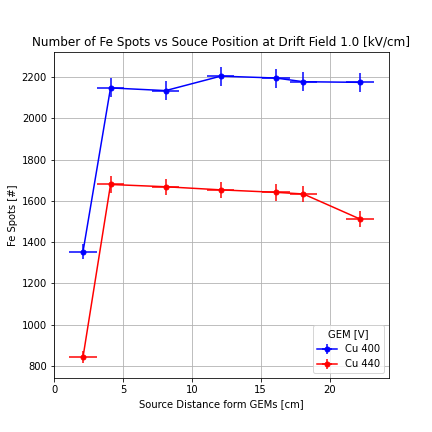 Number of Fe Spots vs Souce Position at Drift Field 1.0 [kV/cm]
2200
2000
1800
1600
1400
1200
1000
800
Fe Spots [#]
GEM [V]
Cu 400
Cu 440
0 5 10 15 20
Source Distance form GEMs [cm]